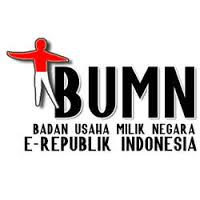 BUMN
BADAN USAHA MILIK NEGARA
E-REPUBLIK INDONESIA